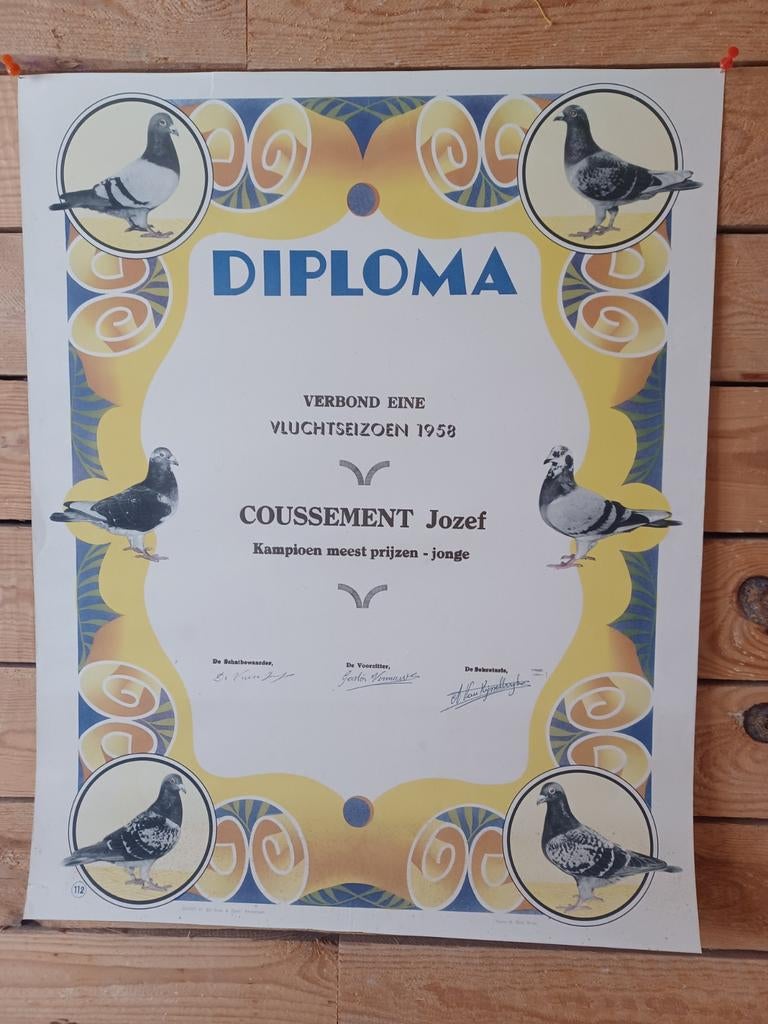 DIPLOMA
VERBOND EINE
VLUCHTSEIZOEN 1958
COUSSEMENT Jozef
Kampioen meest prijzen - jonge
De Schatbewaarder,
De Voorzitter,
De Sekretaris,
112